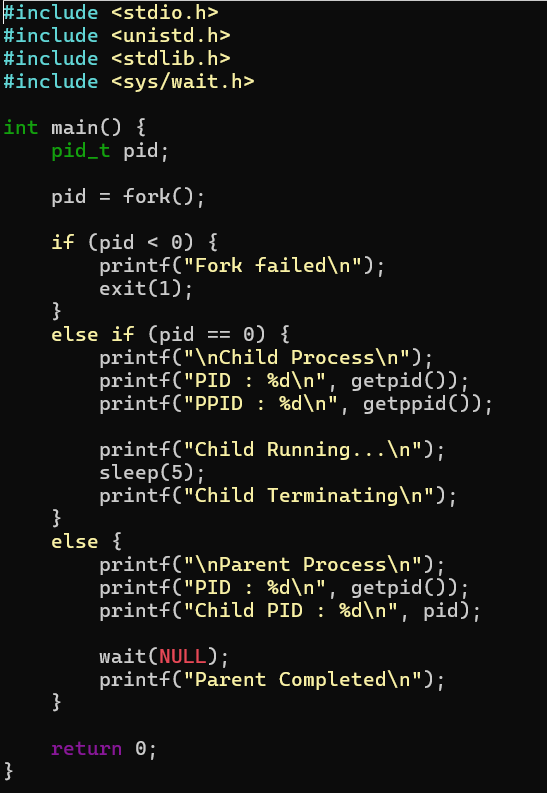 #include <stdio.h>
#include <unistd.h>
#include <stdlib.h>
#include <sys/wait.h>

int main() {
    pid_t pid;

    pid = fork();

    if (pid < 0) {
        printf("Fork failed\n");
        exit(1);
    }
    else if (pid == 0) {
        printf("\nChild Process\n");
        printf("PID : %d\n", getpid());
        printf("PPID : %d\n", getppid());

        printf("Child Running...\n");
        sleep(5);
        printf("Child Terminating\n");
    }
    else {
        printf("\nParent Process\n");
        printf("PID : %d\n", getpid());
        printf("Child PID : %d\n", pid);

        wait(NULL);
        printf("Parent Completed\n");
    }

    return 0;
}